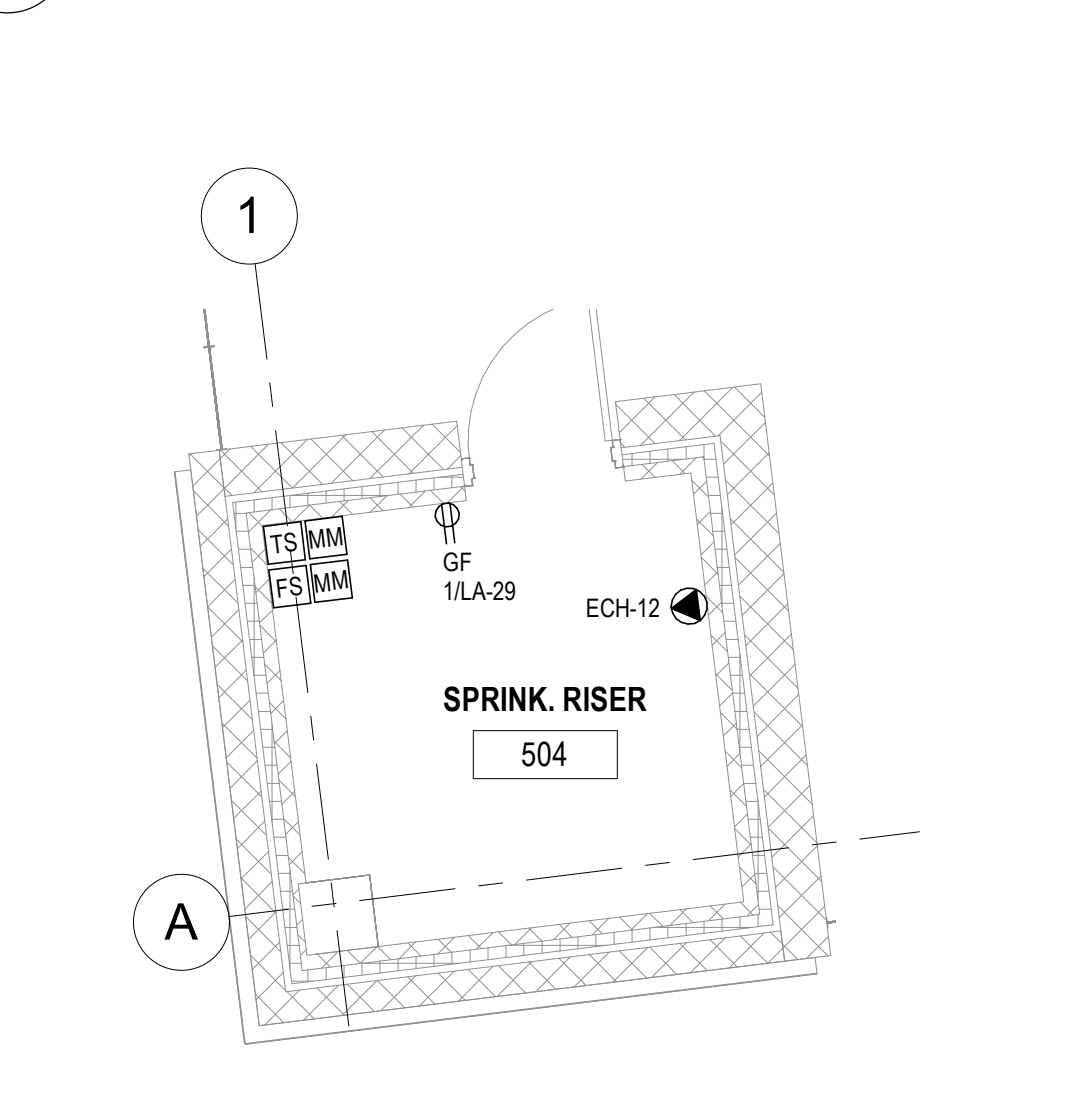 1
TS MM
FS MM
GF
1/LA-29
ECH-12
SPRINK. RISER
504
A